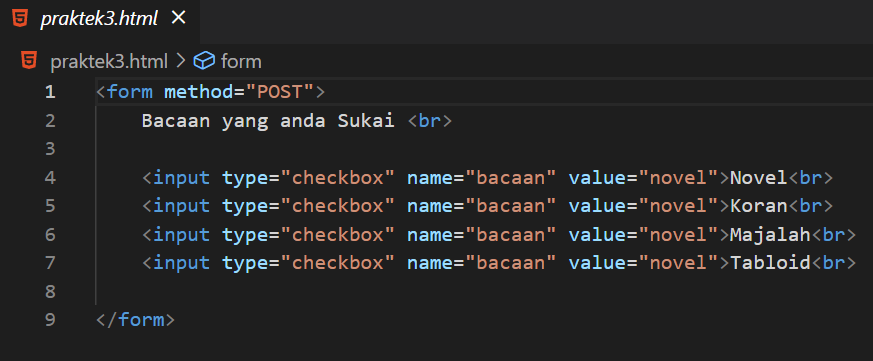 praktek3.html ×
praktek3.html > form
1 <form method="POST">
2 Bacaan yang anda Sukai <br>
3
4 <input type="checkbox" name="bacaan" value="novel">Novel<br>
5 <input type="checkbox" name="bacaan" value="novel">Koran<br>
6 <input type="checkbox" name="bacaan" value="novel">Majalah<br>
7 <input type="checkbox" name="bacaan" value="novel">Tabloid<br>
8
9 </form>